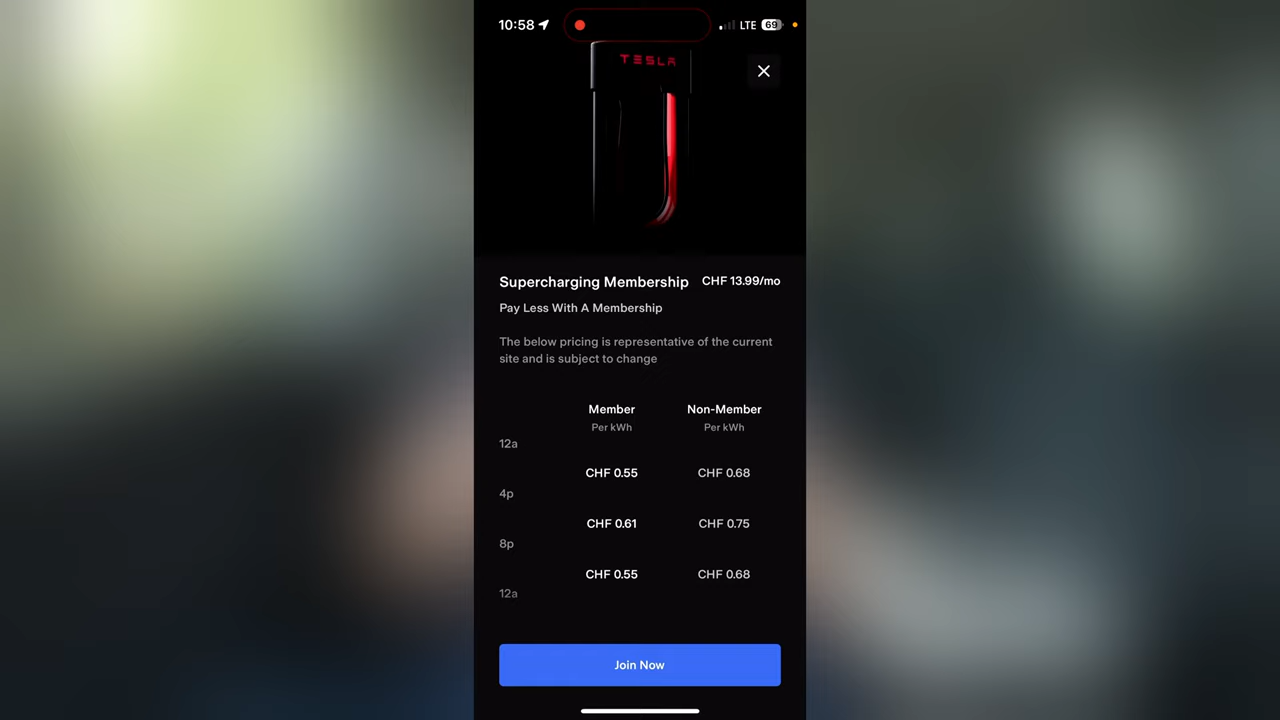 10:58 LTE 69
TESLA
Supercharging Membership CHF 13.99/mo
Pay Less With A Membership
The below pricing is representative of the current
site and is subject to change
Member Non-Member
Per kWh Per kWh
12a
CHF 0.55 CHF 0.68
4p
CHF 0.61 CHF 0.75
8p
CHF 0.55 CHF 0.68
12a
Join Now